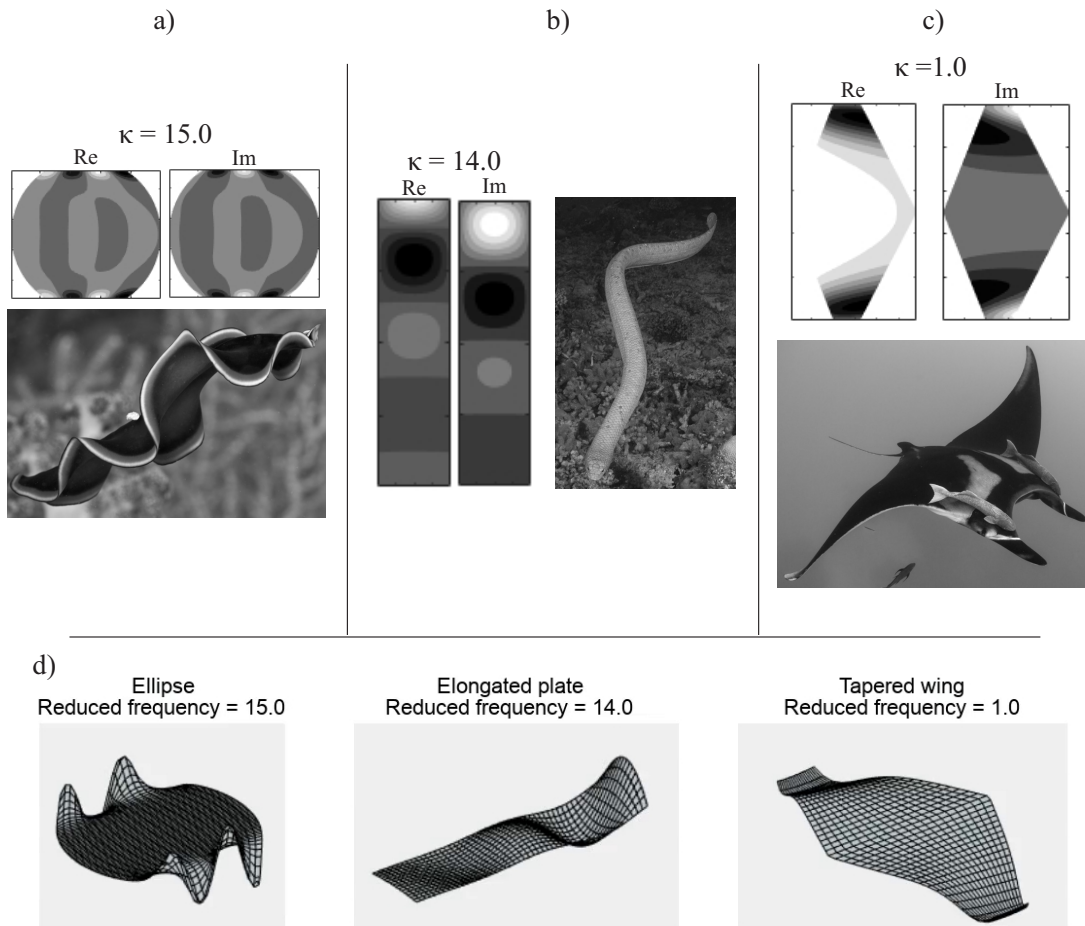 a)
b)
c)
κ = 15.0
Re Im
κ = 14.0
Re Im
κ =1.0
Re Im
d)
Ellipse
Reduced frequency = 15.0
Elongated plate
Reduced frequency = 14.0
Tapered wing
Reduced frequency = 1.0